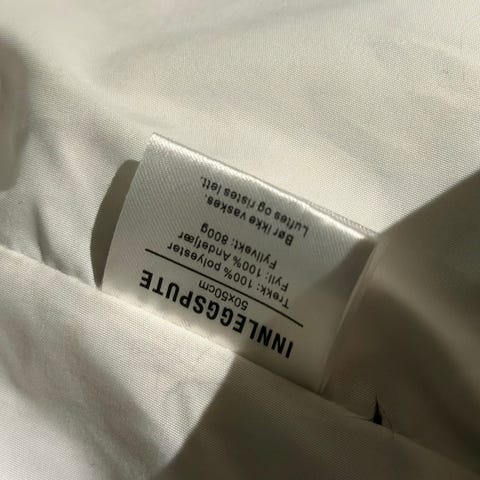 INNLEGGSPUTE
50x50cm
Trekk: 100% polyester
Fyll: 100% Andefjær
Fyllvekt: 800g
Bør ikke vaskes.
Luftes og ristes lett.